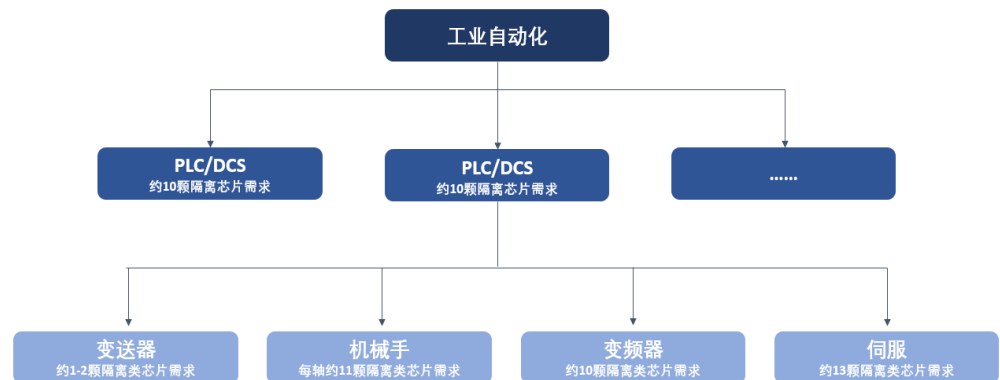 工业自动化
PLC/DCS
约10颗隔离芯片需求
PLC/DCS
约10颗隔离芯片需求
……
变送器
约1-2颗隔离类芯片需求
机械手
每轴约11颗隔离类芯片需求
变频器
约10颗隔离类芯片需求
伺服
约13颗隔离类芯片需求